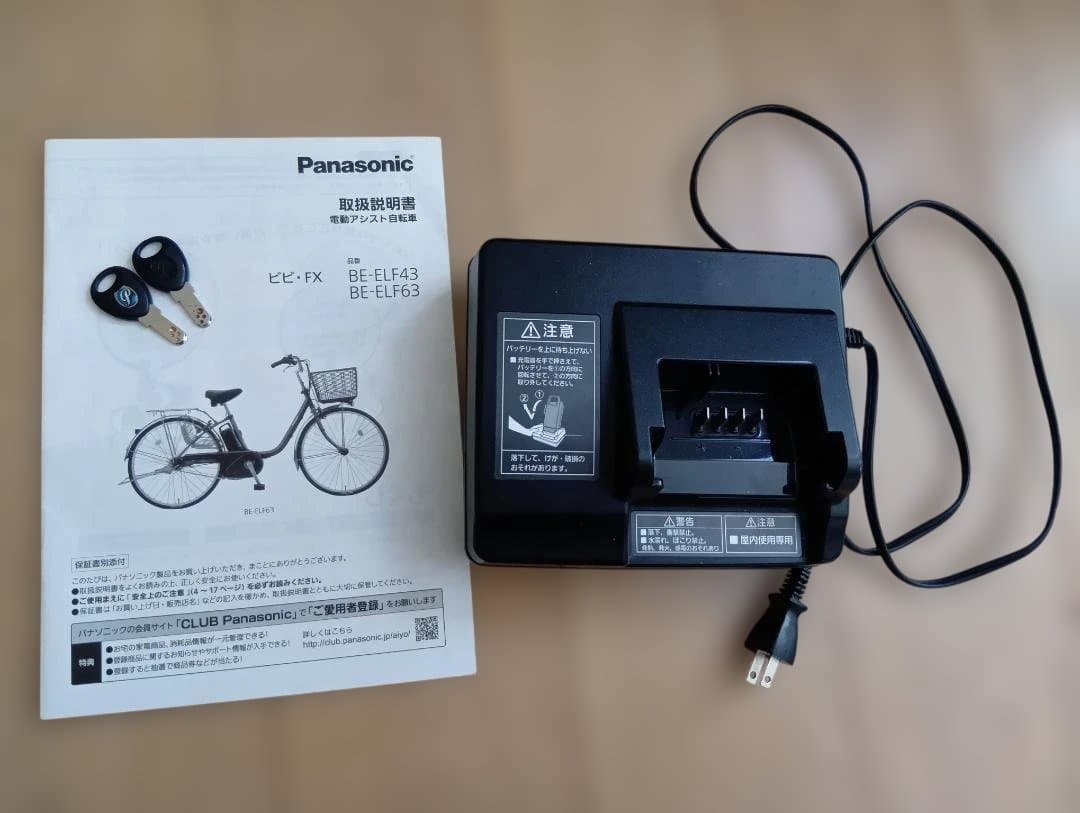 Panasonic
取扱説明書
電動アシスト自転車
品番
ビビ・FX
BE-ELF43
BE-ELF63
BE-ELF63
保証書別添付
このたびは、パナソニック製品をお買い上げいただき、まことにありがとうございます。
●取扱説明書をよくお読みの上、正しく安全にお使いください。
●ご使用まえに「安全上のご注意」(4 ~ 17ページ)を必ずお読みください。
●保証書は「お買い上げ日・販売店名」などの記入を確かめ、取扱説明書とともに大切に保管してください。
パナソニックの会員サイト「CLUB Panasonic」で「ご愛用者登録」をお願いします
特典
●お宅の家電商品、消耗品情報が一元管理できる!
●登録商品に関するお知らせやサポート情報が入手できる!
●登録すると抽選で商品券などが当たる!
詳しくはこちら
http://club.panasonic.jp/aiyo/
注意
バッテリーを上に持ち上げない
■充電器を手で押さえて、
バッテリーを①の方向に
回転させて、②の方向に
取り外してください。
② ①
落下して、けが・破損の
おそれがあります。
警告
■落下、衝撃禁止。
■水濡れ、ほこり禁止。
発熱、発火、感電のおそれあり
注意
■屋内使用専用